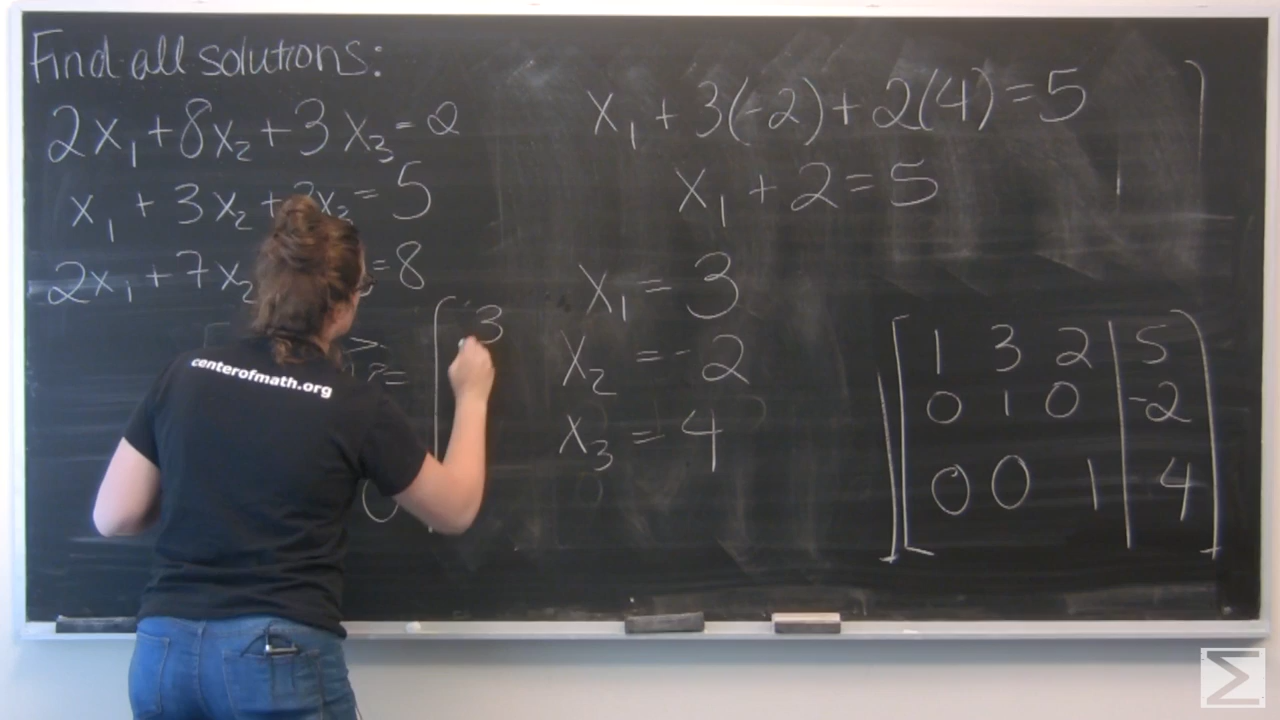 Find all solutions:
2x₁+8x₂+3x₃=2
x₁+3x₂+2x₃=5
2x₁+7x₂ =8
3
x₁+3(-2)+2(4)=5
x₁+2=5
x₁=3
x₂=-2
x₃=4
1 3 2 | 5
0 1 0 | -2
0 0 1 | 4
centerofmath.org
Σ